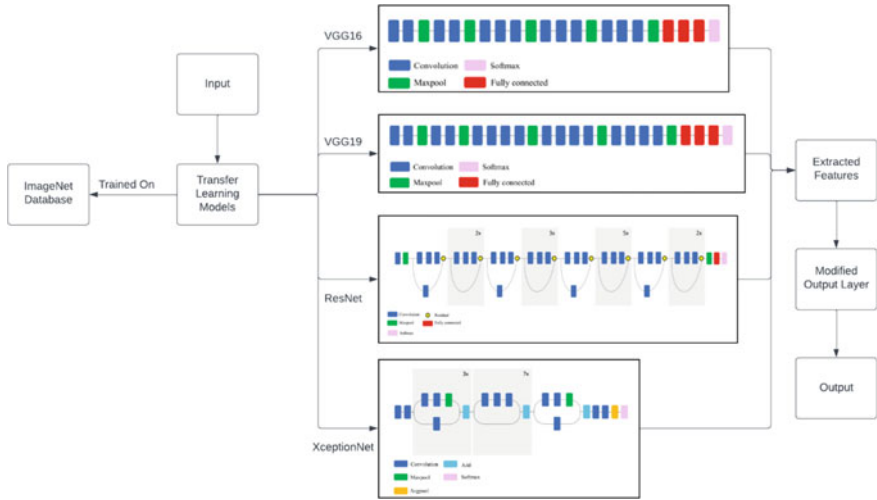 VGG16
Convolution
Softmax
Maxpool
Fully connected
Input
VGG19
Convolution
Softmax
Maxpool
Fully connected
ImageNet
Database
Trained On
Transfer
Learning
Models
Extracted
Features
2x
3x
5x
2x
ResNet
Convolution
Residual
Maxpool
Fully connected
Softmax
Modified
Output Layer
3x
7x
Output
XceptionNet
Convolution
Add
Maxpool
Softmax
Avgpool